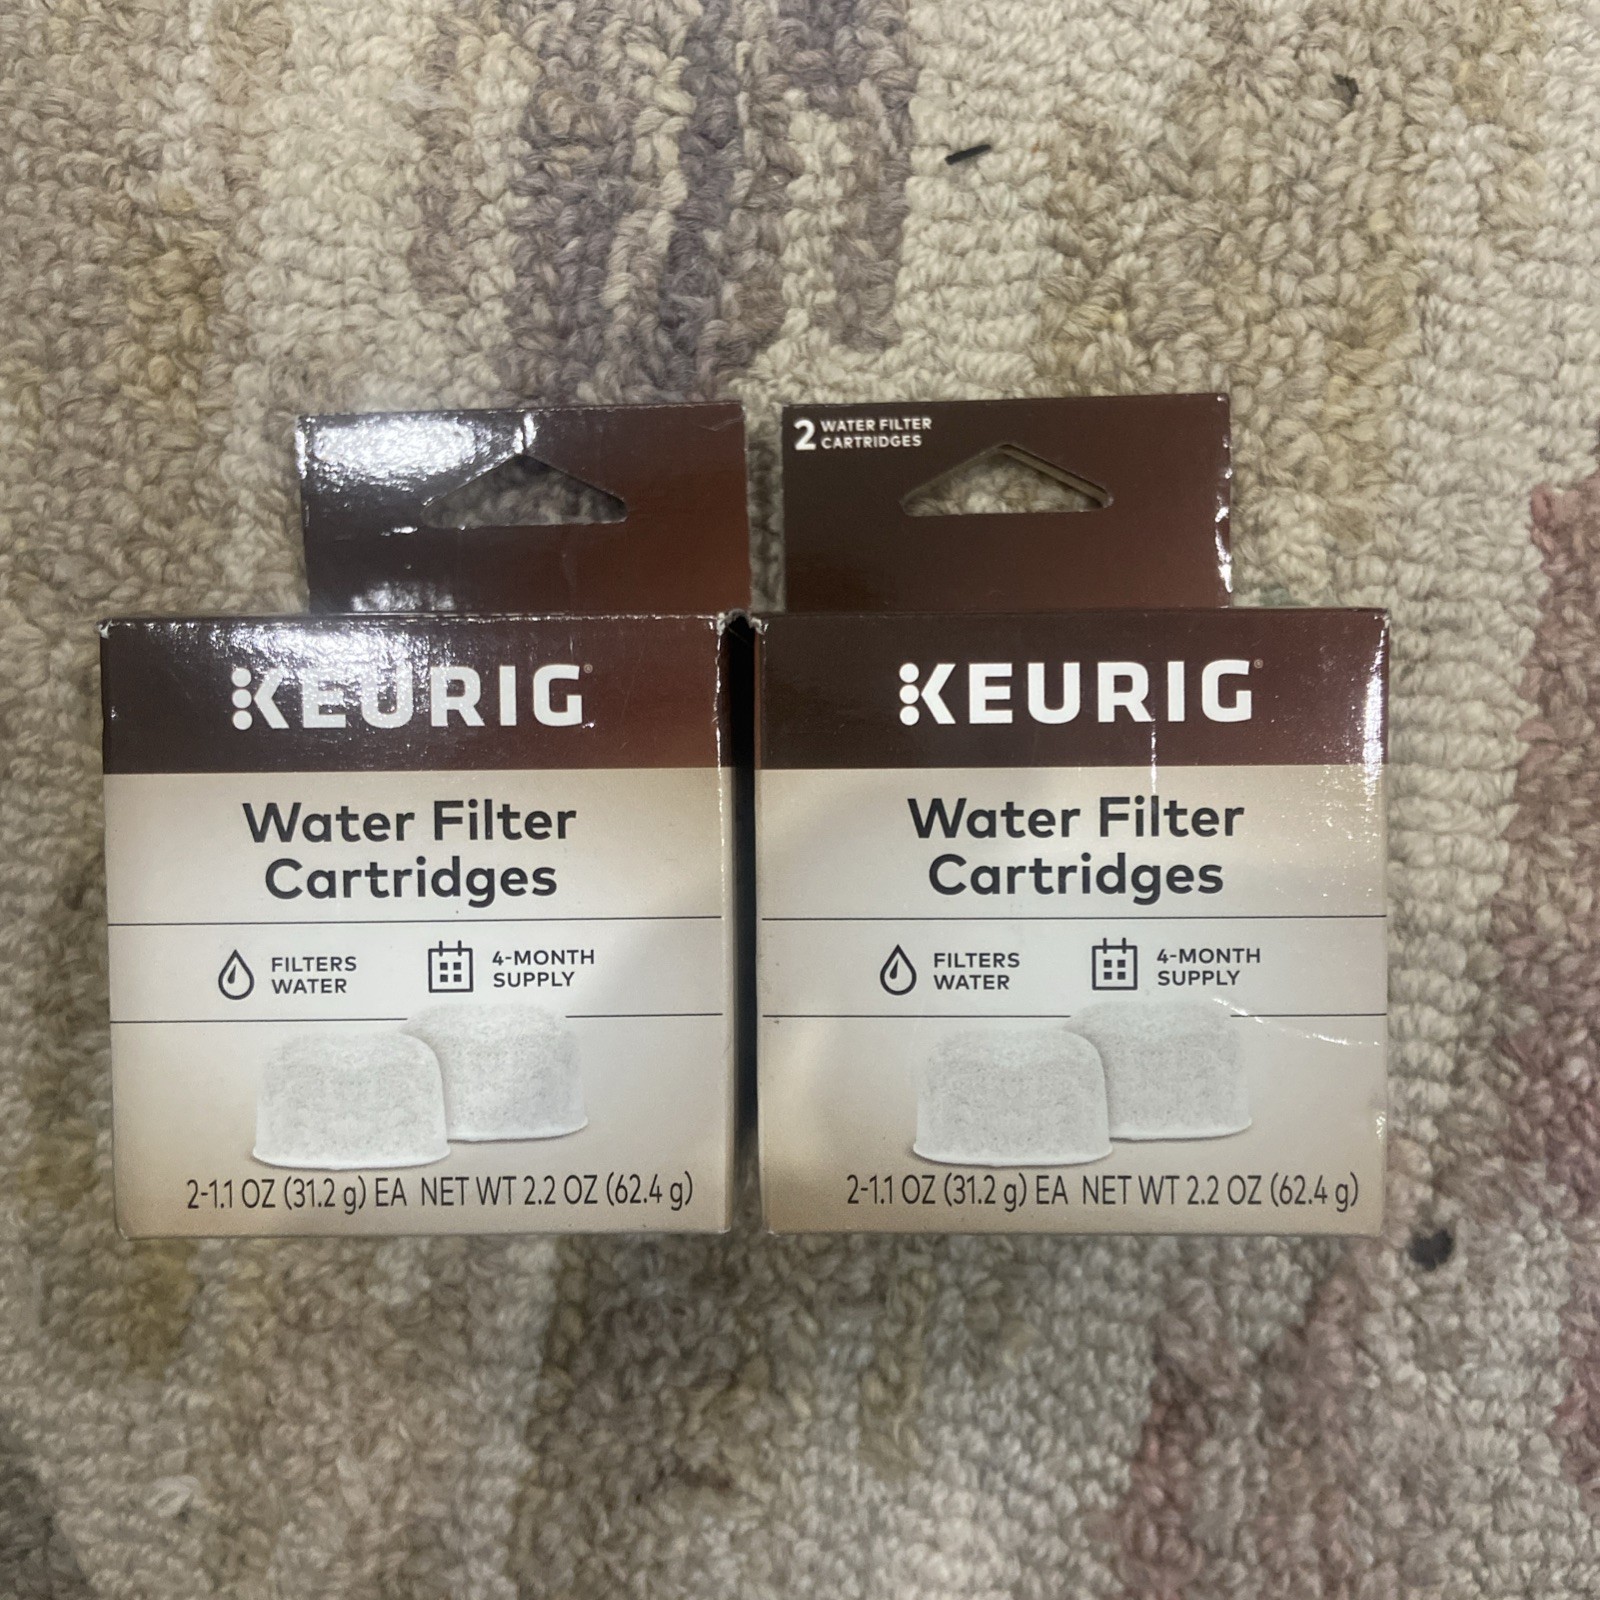 KEURIG®
Water Filter
Cartridges
FILTERS
WATER
4-MONTH
SUPPLY
2-1.1 OZ (31.2 g) EA NET WT 2.2 OZ (62.4 g)
2 WATER FILTER
CARTRIDGES
KEURIG®
Water Filter
Cartridges
FILTERS
WATER
4-MONTH
SUPPLY
2-1.1 OZ (31.2 g) EA NET WT 2.2 OZ (62.4 g)